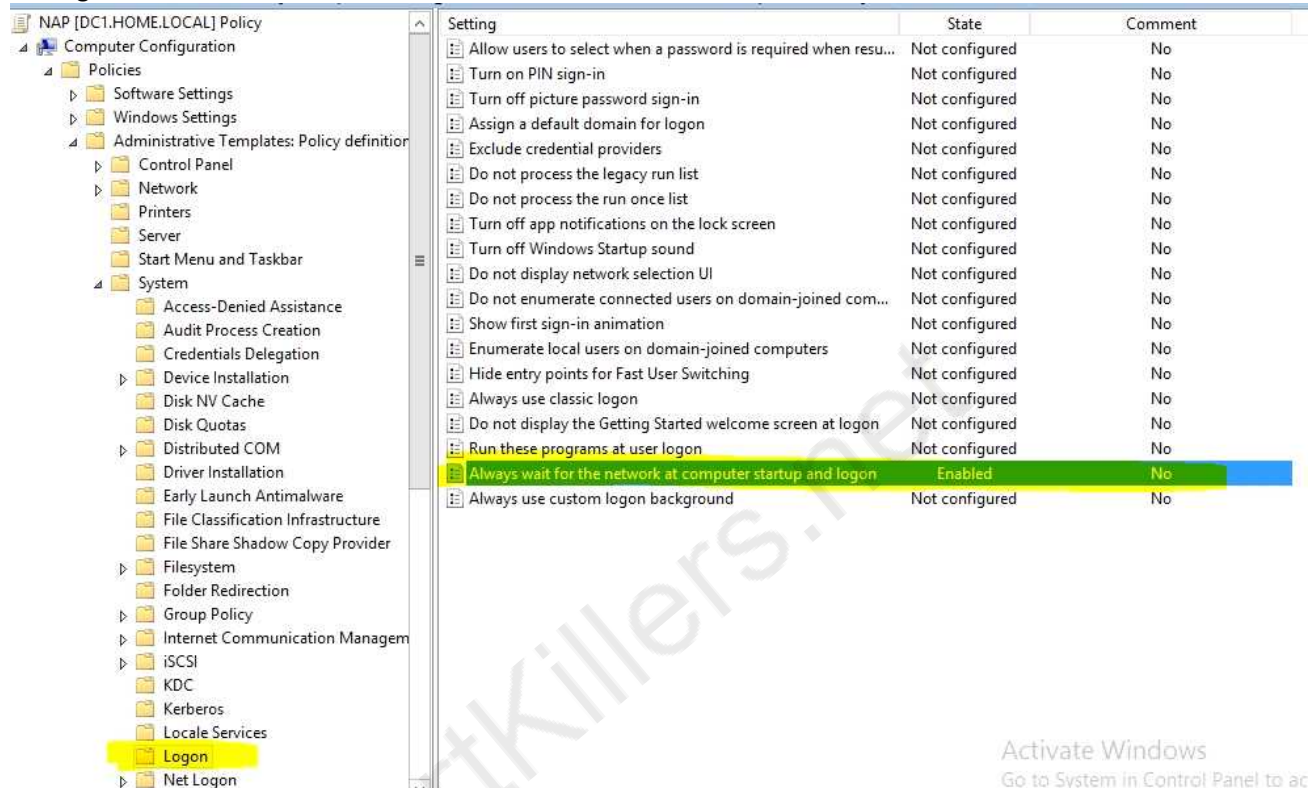 NAP [DC1.HOME.LOCAL] Policy
Computer Configuration
Policies
Software Settings
Windows Settings
Administrative Templates: Policy definition
Control Panel
Network
Printers
Server
Start Menu and Taskbar
System
Access-Denied Assistance
Audit Process Creation
Credentials Delegation
Device Installation
Disk NV Cache
Disk Quotas
Distributed COM
Driver Installation
Early Launch Antimalware
File Classification Infrastructure
File Share Shadow Copy Provider
Filesystem
Folder Redirection
Group Policy
Internet Communication Managem
iSCSI
KDC
Kerberos
Locale Services
Logon
Net Logon
Setting State Comment
Allow users to select when a password is required when resu... Not configured No
Turn on PIN sign-in Not configured No
Turn off picture password sign-in Not configured No
Assign a default domain for logon Not configured No
Exclude credential providers Not configured No
Do not process the legacy run list Not configured No
Do not process the run once list Not configured No
Turn off app notifications on the lock screen Not configured No
Turn off Windows Startup sound Not configured No
Do not display network selection UI Not configured No
Do not enumerate connected users on domain-joined com... Not configured No
Show first sign-in animation Not configured No
Enumerate local users on domain-joined computers Not configured No
Hide entry points for Fast User Switching Not configured No
Always use classic logon Not configured No
Do not display the Getting Started welcome screen at logon Not configured No
Run these programs at user logon Not configured No
Always wait for the network at computer startup and logon Enabled No
Always use custom logon background Not configured No
Activate Windows
Go to System in Control Panel to ac